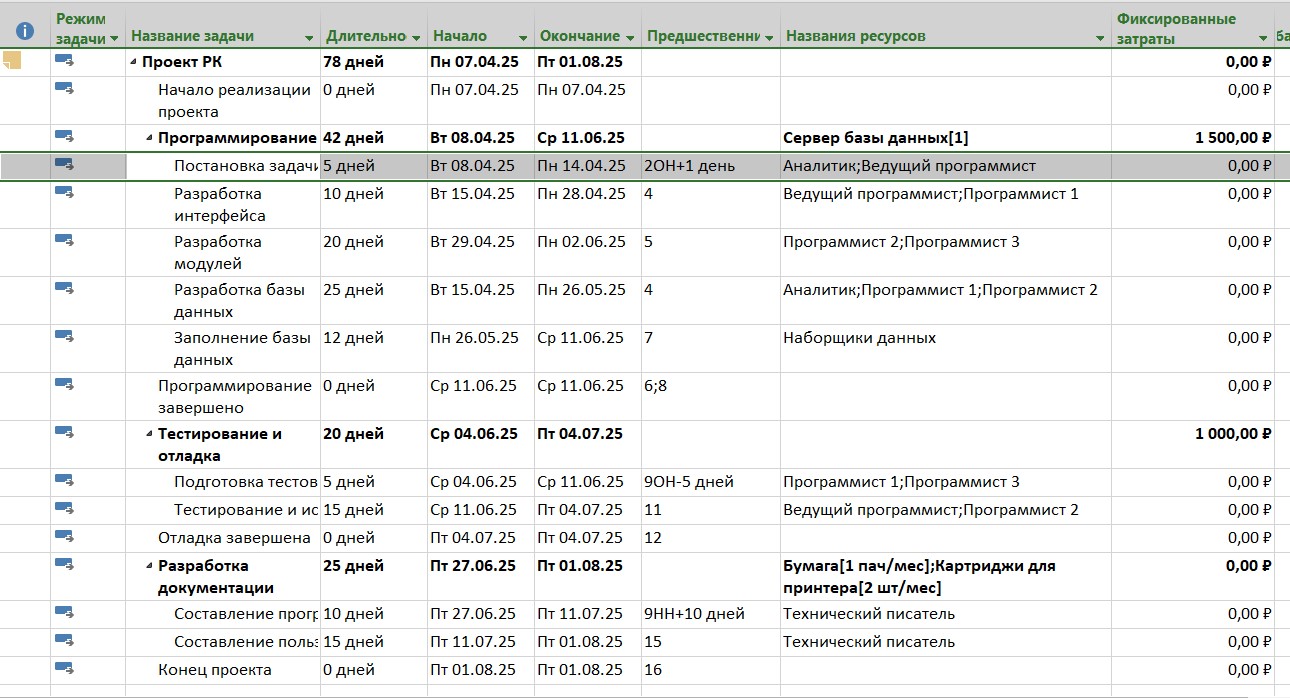 Режим задачи Название задачи Длительно Начало Окончание Предшественни Названия ресурсов Фиксированные затраты ба
Проект РК 78 дней Пн 07.04.25 Пт 01.08.25 0,00 ₽
Начало реализации проекта 0 дней Пн 07.04.25 Пн 07.04.25 0,00 ₽
Программирование 42 дней Вт 08.04.25 Ср 11.06.25 Сервер базы данных[1] 1 500,00 ₽
Постановка задачи 5 дней Вт 08.04.25 Пн 14.04.25 2ОН+1 день Аналитик;Ведущий программист 0,00 ₽
Разработка интерфейса 10 дней Вт 15.04.25 Пн 28.04.25 4 Ведущий программист;Программист 1 0,00 ₽
Разработка модулей 20 дней Вт 29.04.25 Пн 02.06.25 5 Программист 2;Программист 3 0,00 ₽
Разработка базы данных 25 дней Вт 15.04.25 Пн 26.05.25 4 Аналитик;Программист 1;Программист 2 0,00 ₽
Заполнение базы данных 12 дней Пн 26.05.25 Ср 11.06.25 7 Наборщики данных 0,00 ₽
Программирование завершено 0 дней Ср 11.06.25 Ср 11.06.25 6;8 0,00 ₽
Тестирование и отладка 20 дней Ср 04.06.25 Пт 04.07.25 1 000,00 ₽
Подготовка тестов 5 дней Ср 04.06.25 Ср 11.06.25 9ОН-5 дней Программист 1;Программист 3 0,00 ₽
Тестирование и ис 15 дней Ср 11.06.25 Пт 04.07.25 11 Ведущий программист;Программист 2 0,00 ₽
Отладка завершена 0 дней Пт 04.07.25 Пт 04.07.25 12 0,00 ₽
Разработка документации 25 дней Пт 27.06.25 Пт 01.08.25 Бумага[1 пач/мес];Картриджи для принтера[2 шт/мес] 0,00 ₽
Составление прогр 10 дней Пт 27.06.25 Пт 11.07.25 9НН+10 дней Технический писатель 0,00 ₽
Составление польз 15 дней Пт 11.07.25 Пт 01.08.25 15 Технический писатель 0,00 ₽
Конец проекта 0 дней Пт 01.08.25 Пт 01.08.25 16 0,00 ₽